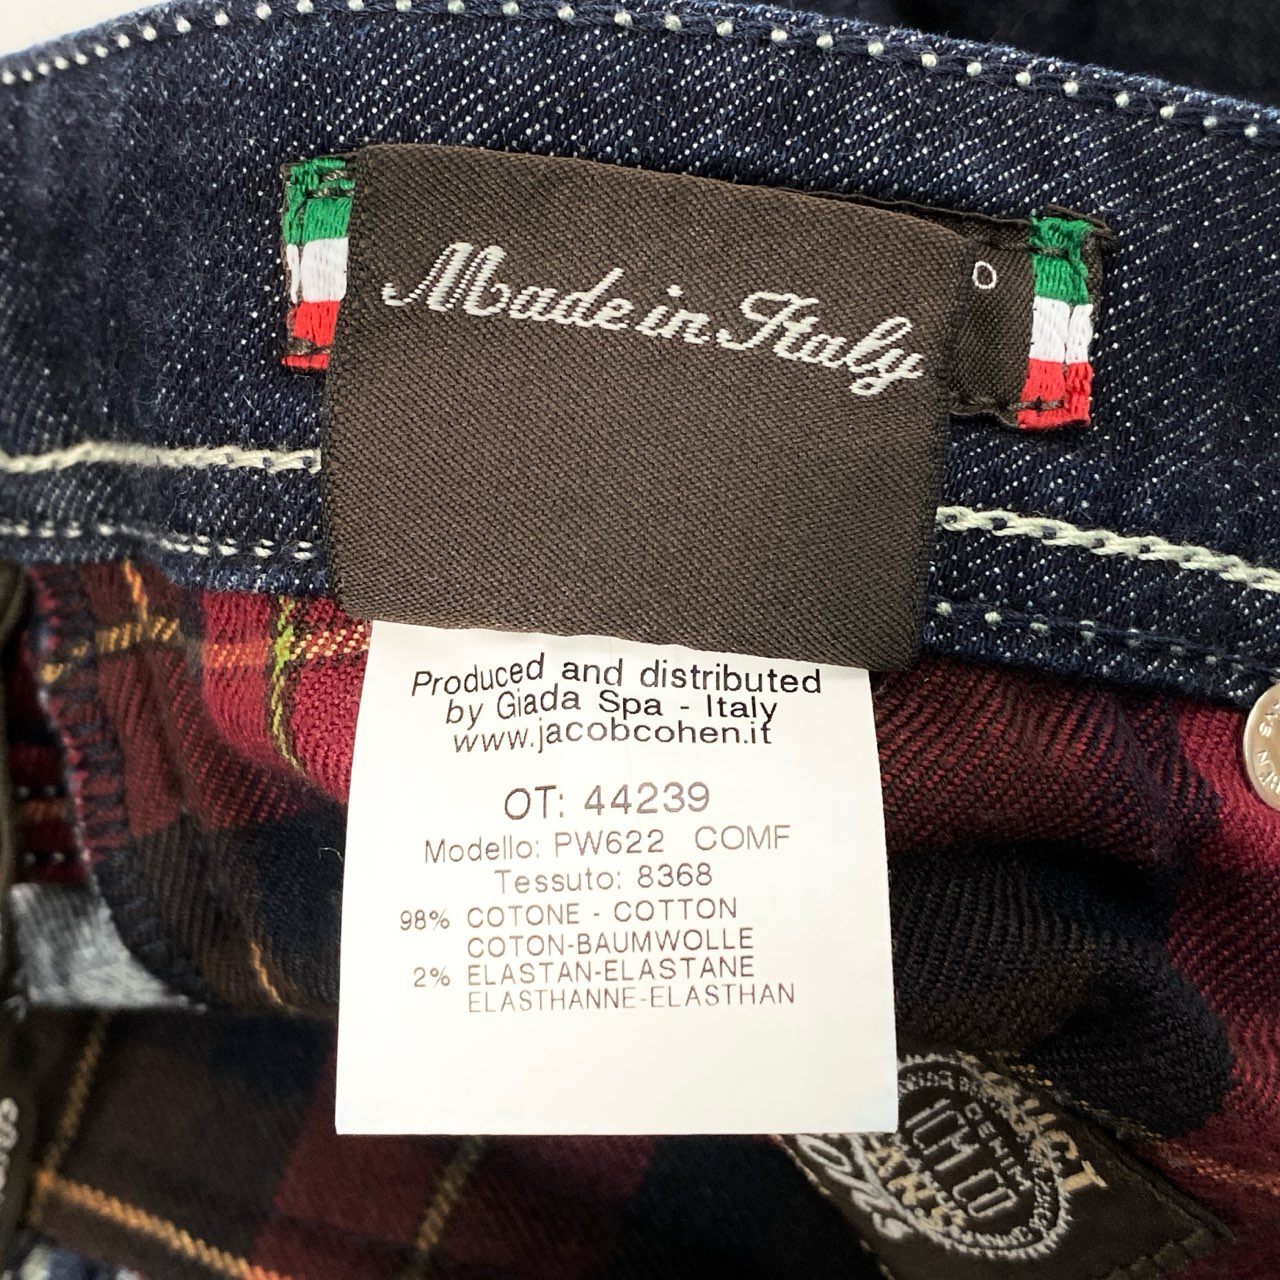 Made in Italy
Produced and distributed
by Giada Spa - Italy
www.jacobcohen.it
OT: 44239
Modello: PW622 COMF
Tessuto: 8368
98% COTONE - COTTON
COTON-BAUMWOLLE
2% ELASTAN-ELASTANE
ELASTHANNE-ELASTHAN
DENIM